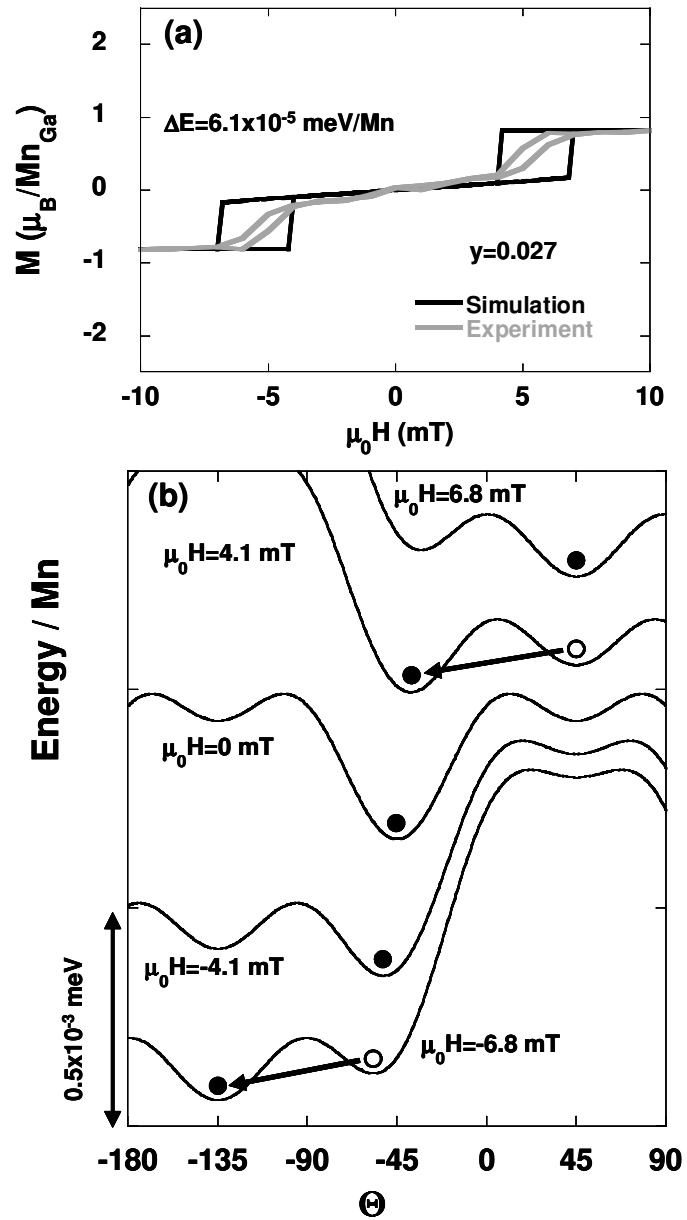 (a)
2
1
0
-1
-2
M (μ_B/Mn_Ga)
ΔE=6.1x10⁻⁵ meV/Mn
y=0.027
Simulation
Experiment
-10 -5 0 5 10
μ₀H (mT)
(b)
μ₀H=6.8 mT
μ₀H=4.1 mT
Energy / Mn
μ₀H=0 mT
μ₀H=-4.1 mT
μ₀H=-6.8 mT
0.5x10⁻³ meV
-180 -135 -90 -45 0 45 90
Θ